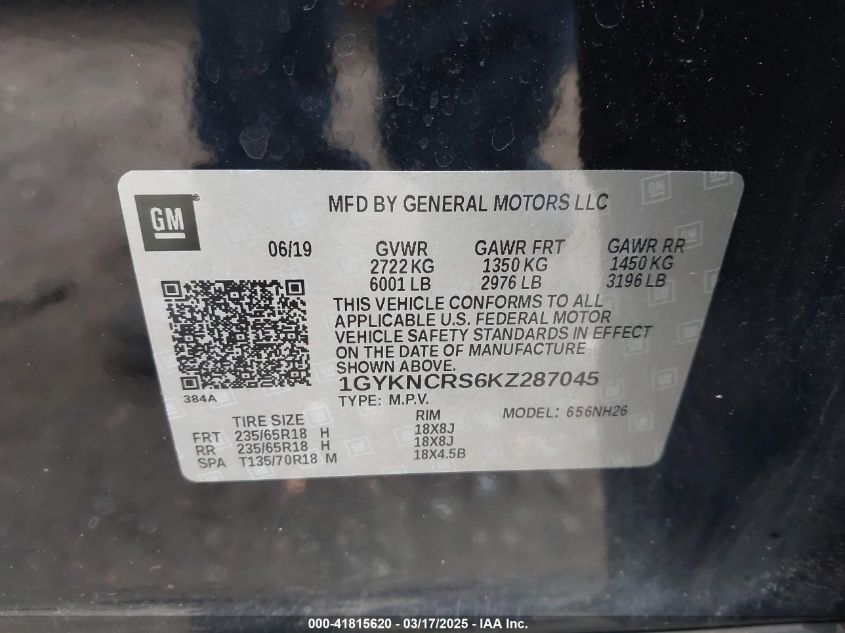 GM
MFD BY GENERAL MOTORS LLC
06/19 GVWR GAWR FRT GAWR RR
2722 KG 1350 KG 1450 KG
6001 LB 2976 LB 3196 LB
THIS VEHICLE CONFORMS TO ALL
APPLICABLE U.S. FEDERAL MOTOR
VEHICLE SAFETY STANDARDS IN EFFECT
ON THE DATE OF MANUFACTURE
SHOWN ABOVE.
1GYKNCRS6KZ287045
384A
TYPE: M.P.V. MODEL: 656NH26
TIRE SIZE RIM
FRT 235/65R18 H 18X8J
RR 235/65R18 H 18X8J
SPA T135/70R18 M 18X4.5B
000-41815620 - 03/17/2025 - IAA Inc.